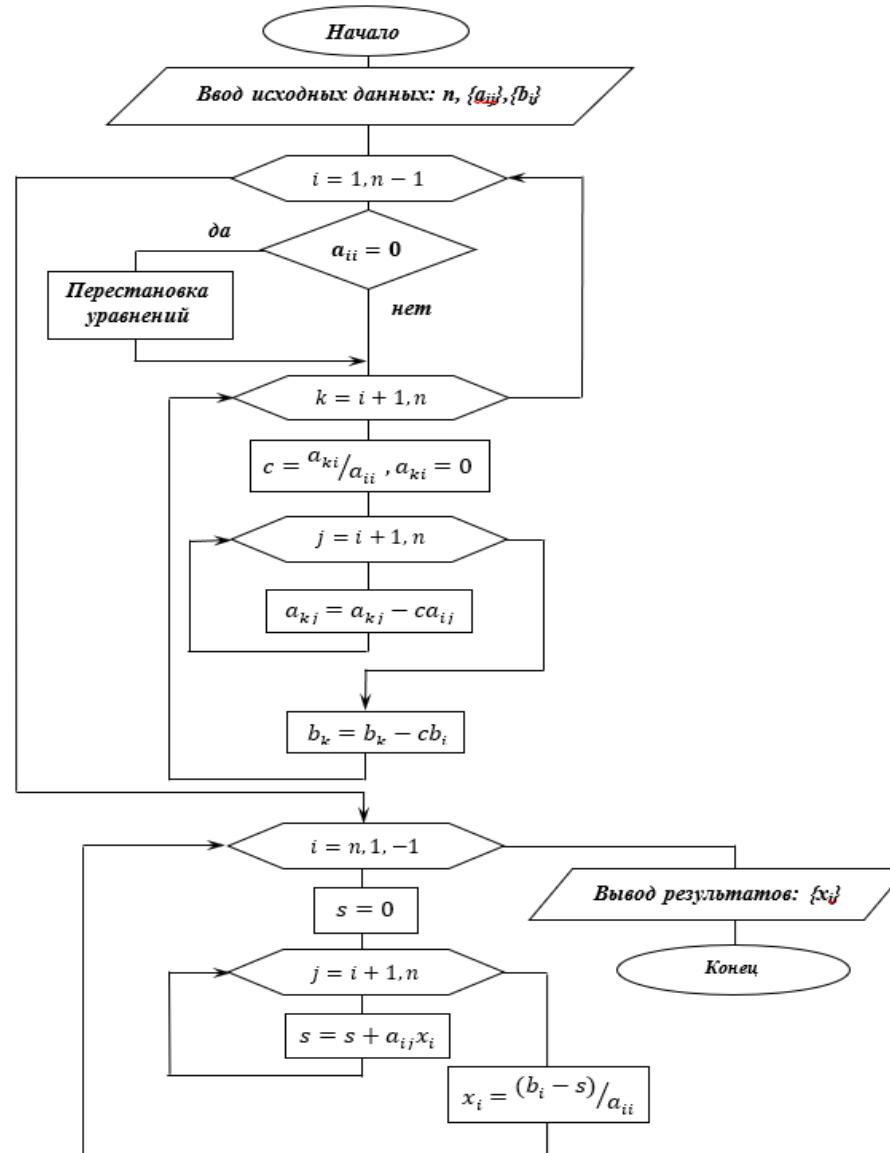 Начало
Ввод исходных данных: n, {aᵢⱼ},{bᵢ}
i = 1, n − 1
да
aᵢᵢ = 0
Перестановка
уравнений
нет
k = i + 1, n
c = aₖᵢ/aᵢᵢ , aₖᵢ = 0
j = i + 1, n
aₖⱼ = aₖⱼ − caᵢⱼ
bₖ = bₖ − cbᵢ
i = n, 1, −1
Вывод результатов: {xᵢ}
s = 0
j = i + 1, n
Конец
s = s + aᵢⱼxᵢ
xᵢ = (bᵢ − s)/aᵢᵢ